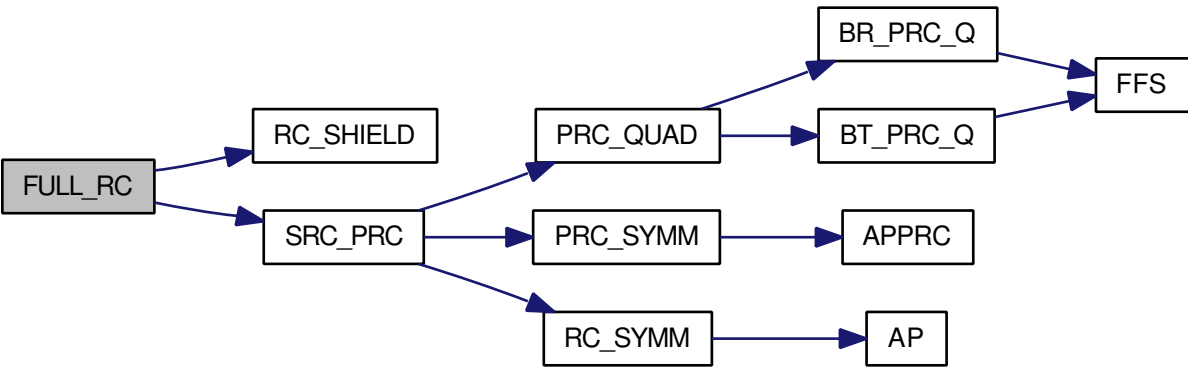 FULL_RC
RC_SHIELD
SRC_PRC
PRC_QUAD
PRC_SYMM
RC_SYMM
BR_PRC_Q
BT_PRC_Q
APPRC
AP
FFS